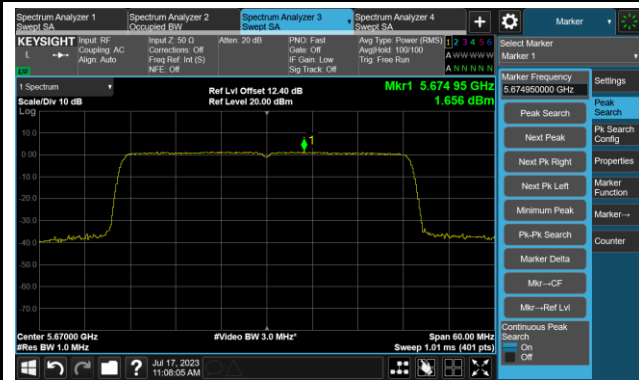 Spectrum Analyzer 1
Swept SA
Spectrum Analyzer 2
Occupied BW
Spectrum Analyzer 3
Swept SA
Spectrum Analyzer 4
Swept SA
+
Marker
KEYSIGHT
L
LXI
Input: RF
Coupling: AC
Align: Auto
Input Z: 50 Ω
Corrections: Off
Freq Ref: Int (S)
NFE: Off
Atten: 20 dB
PNO: Fast
Gate: Off
IF Gain: Low
Sig Track: Off
Avg Type: Power (RMS)
Avg|Hold: 100/100
Trig: Free Run
1 2 3 4 5 6
A W W W W W
A N N N N N
Select Marker
Marker 1
1 Spectrum
Scale/Div 10 dB
Ref Lvl Offset 12.40 dB
Ref Level 20.00 dBm
Mkr1 5.674 95 GHz
1.656 dBm
Log
10.0
0.00
-10.0
-20.0
-30.0
-40.0
-50.0
-60.0
-70.0
1
Center 5.67000 GHz
#Res BW 1.0 MHz
#Video BW 3.0 MHz*
Span 60.00 MHz
Sweep 1.01 ms (401 pts)
Marker Frequency
5.674950000 GHz
Peak Search
Next Peak
Next Pk Right
Next Pk Left
Minimum Peak
Pk-Pk Search
Marker Delta
Mkr→CF
Mkr→Ref Lvl
Continuous Peak
Search
On
Off
Settings
Peak
Search
Pk Search
Config
Properties
Marker
Function
Marker→
Counter
?
Jul 17, 2023
11:08:05 AM